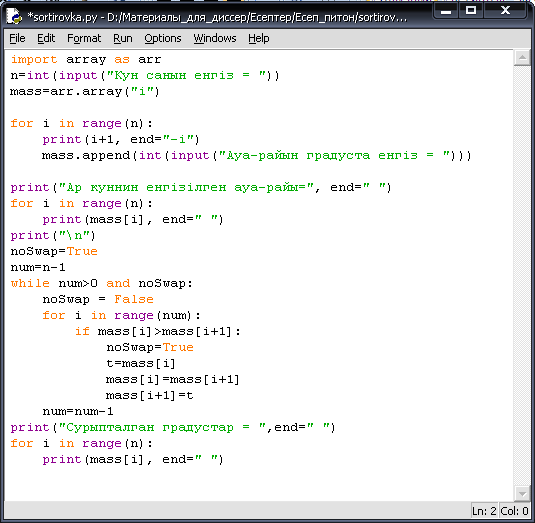 *sortirovka.py - D:/Материалы_для_диссер/Есептер/Есеп_питон/sortirov...
File Edit Format Run Options Windows Help
import array as arr
n=int(input("Кун санын енгіз = "))
mass=arr.array("i")
for i in range(n):
    print(i+1, end="-i")
    mass.append(int(input("Ауа-райын градуста енгіз = ")))
print("Ар куннин енгізілген ауа-райы=", end=" ")
for i in range(n):
    print(mass[i], end=" ")
print("\n")
noSwap=True
num=n-1
while num>0 and noSwap:
    noSwap = False
    for i in range(num):
        if mass[i]>mass[i+1]:
            noSwap=True
            t=mass[i]
            mass[i]=mass[i+1]
            mass[i+1]=t
    num=num-1
print("Сурыпталган градустар = ",end=" ")
for i in range(n):
    print(mass[i], end=" ")
Ln: 2 Col: 0